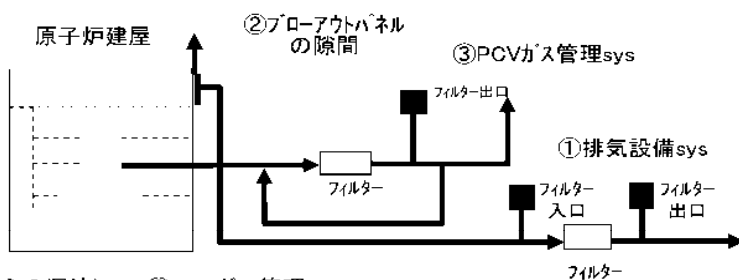 原子炉建屋
②ブローアウトパネル
の隙間
③PCVガス管理sys
フィルター出口
①排気設備sys
フィルター
フィルター
入口
フィルター
出口
フィルター